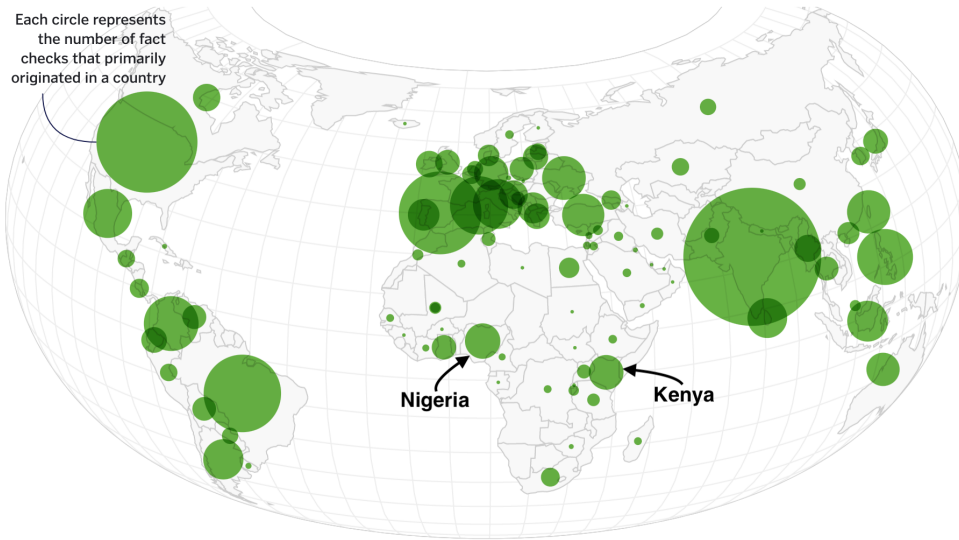 Each circle represents
the number of fact
checks that primarily
originated in a country
Nigeria
Kenya